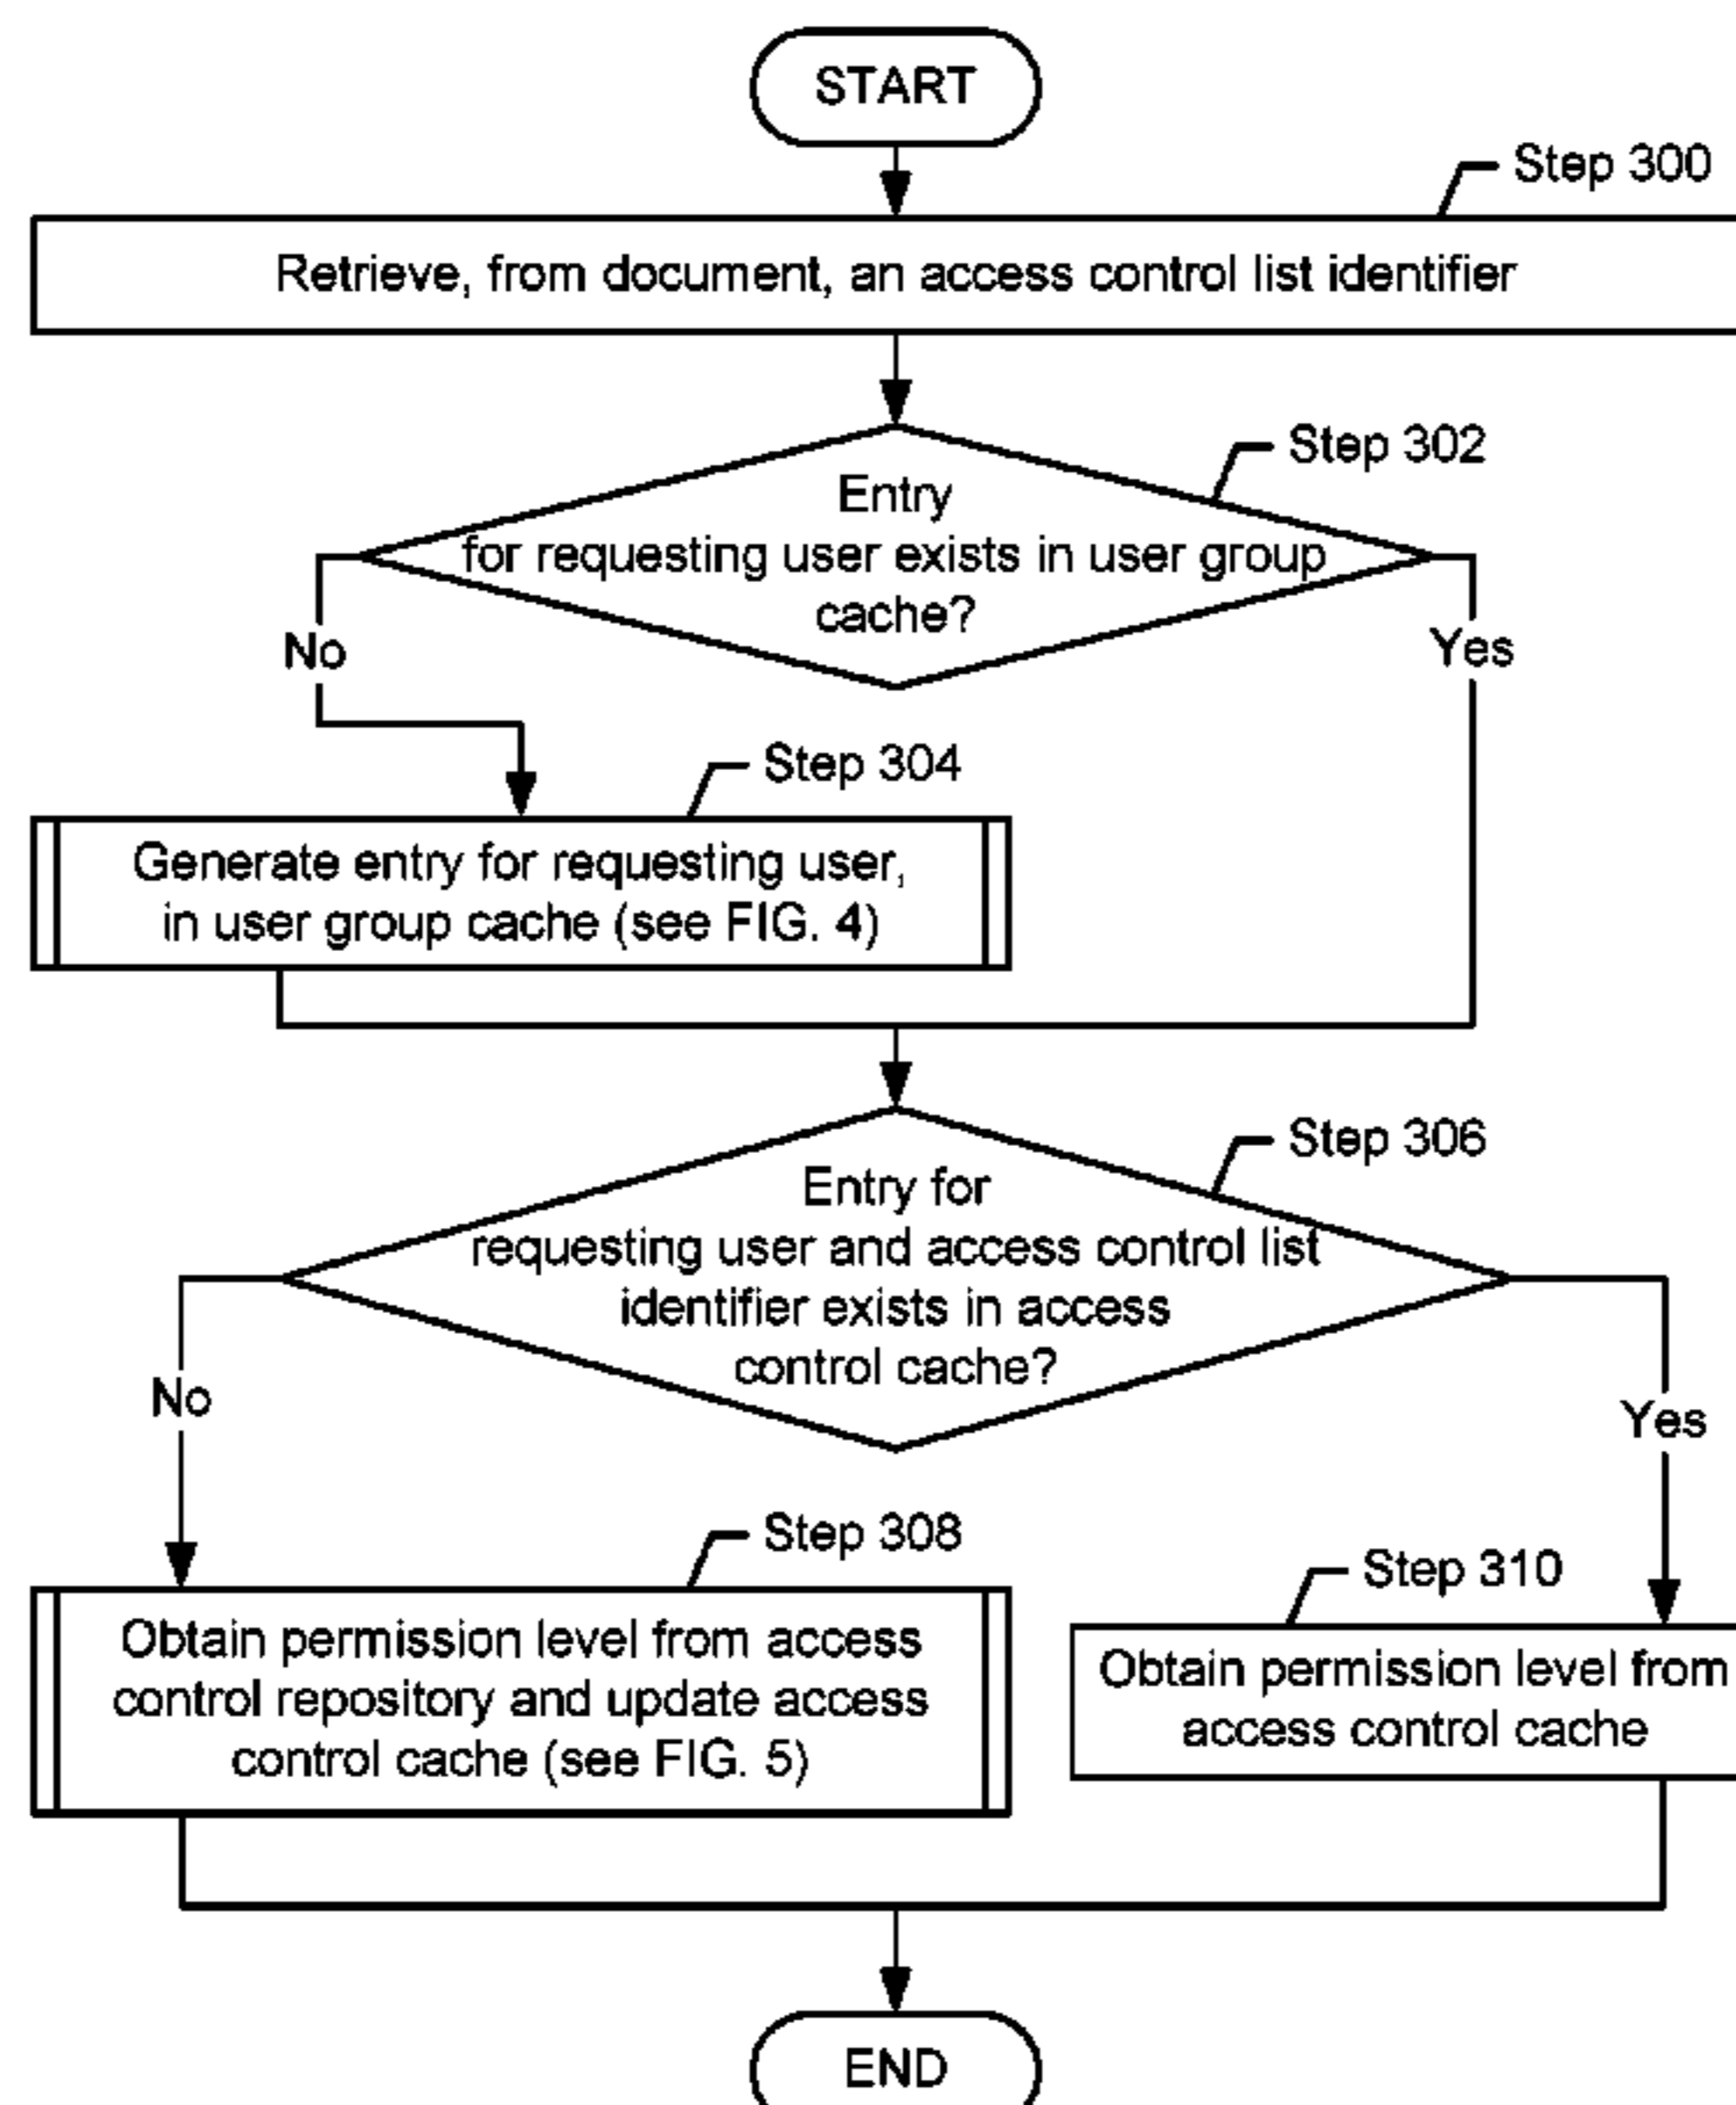 START
Step 300
Retrieve, from document, an access control list identifier
Step 302
Entry
for requesting user exists in user group
cache?
No
Yes
Step 304
Generate entry for requesting user,
in user group cache (see FIG. 4)
Step 306
Entry for
requesting user and access control list
identifier exists in access
control cache?
No
Yes
Step 308
Obtain permission level from access
control repository and update access
control cache (see FIG. 5)
Step 310
Obtain permission level from
access control cache
END